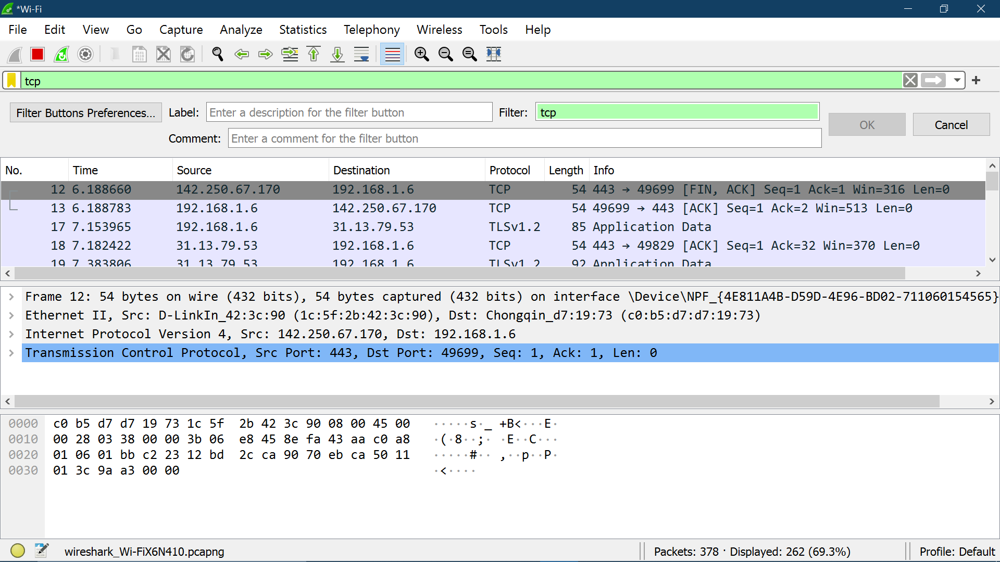 *Wi-Fi
File Edit View Go Capture Analyze Statistics Telephony Wireless Tools Help
tcp
Filter Buttons Preferences... Label: Enter a description for the filter button Filter: tcp OK Cancel
Comment: Enter a comment for the filter button
No. Time Source Destination Protocol Length Info
12 6.188660 142.250.67.170 192.168.1.6 TCP 54 443 → 49699 [FIN, ACK] Seq=1 Ack=1 Win=316 Len=0
13 6.188783 192.168.1.6 142.250.67.170 TCP 54 49699 → 443 [ACK] Seq=1 Ack=2 Win=513 Len=0
17 7.153965 192.168.1.6 31.13.79.53 TLSv1.2 85 Application Data
18 7.182422 31.13.79.53 192.168.1.6 TCP 54 443 → 49829 [ACK] Seq=1 Ack=32 Win=370 Len=0
19 7.383806 31.13.79.53 192.168.1.6 TLSv1.2 92 Application Data
Frame 12: 54 bytes on wire (432 bits), 54 bytes captured (432 bits) on interface \Device\NPF_{4E811A4B-D59D-4E96-BD02-711060154565}
Ethernet II, Src: D-LinkIn_42:3c:90 (1c:5f:2b:42:3c:90), Dst: Chongqin_d7:19:73 (c0:b5:d7:d7:19:73)
Internet Protocol Version 4, Src: 142.250.67.170, Dst: 192.168.1.6
Transmission Control Protocol, Src Port: 443, Dst Port: 49699, Seq: 1, Ack: 1, Len: 0
0000 c0 b5 d7 d7 19 73 1c 5f 2b 42 3c 90 08 00 45 00 ·····s·_ +B<···E·
0010 00 28 03 38 00 00 3b 06 e8 45 8e fa 43 aa c0 a8 ·(·8··;· ·E··C···
0020 01 06 01 bb c2 23 12 bd 2c ca 90 70 eb ca 50 11 ·····#·· ,··p··P·
0030 01 3c 9a a3 00 00 ·<····
wireshark_Wi-FiX6N410.pcapng Packets: 378 · Displayed: 262 (69.3%) Profile: Default